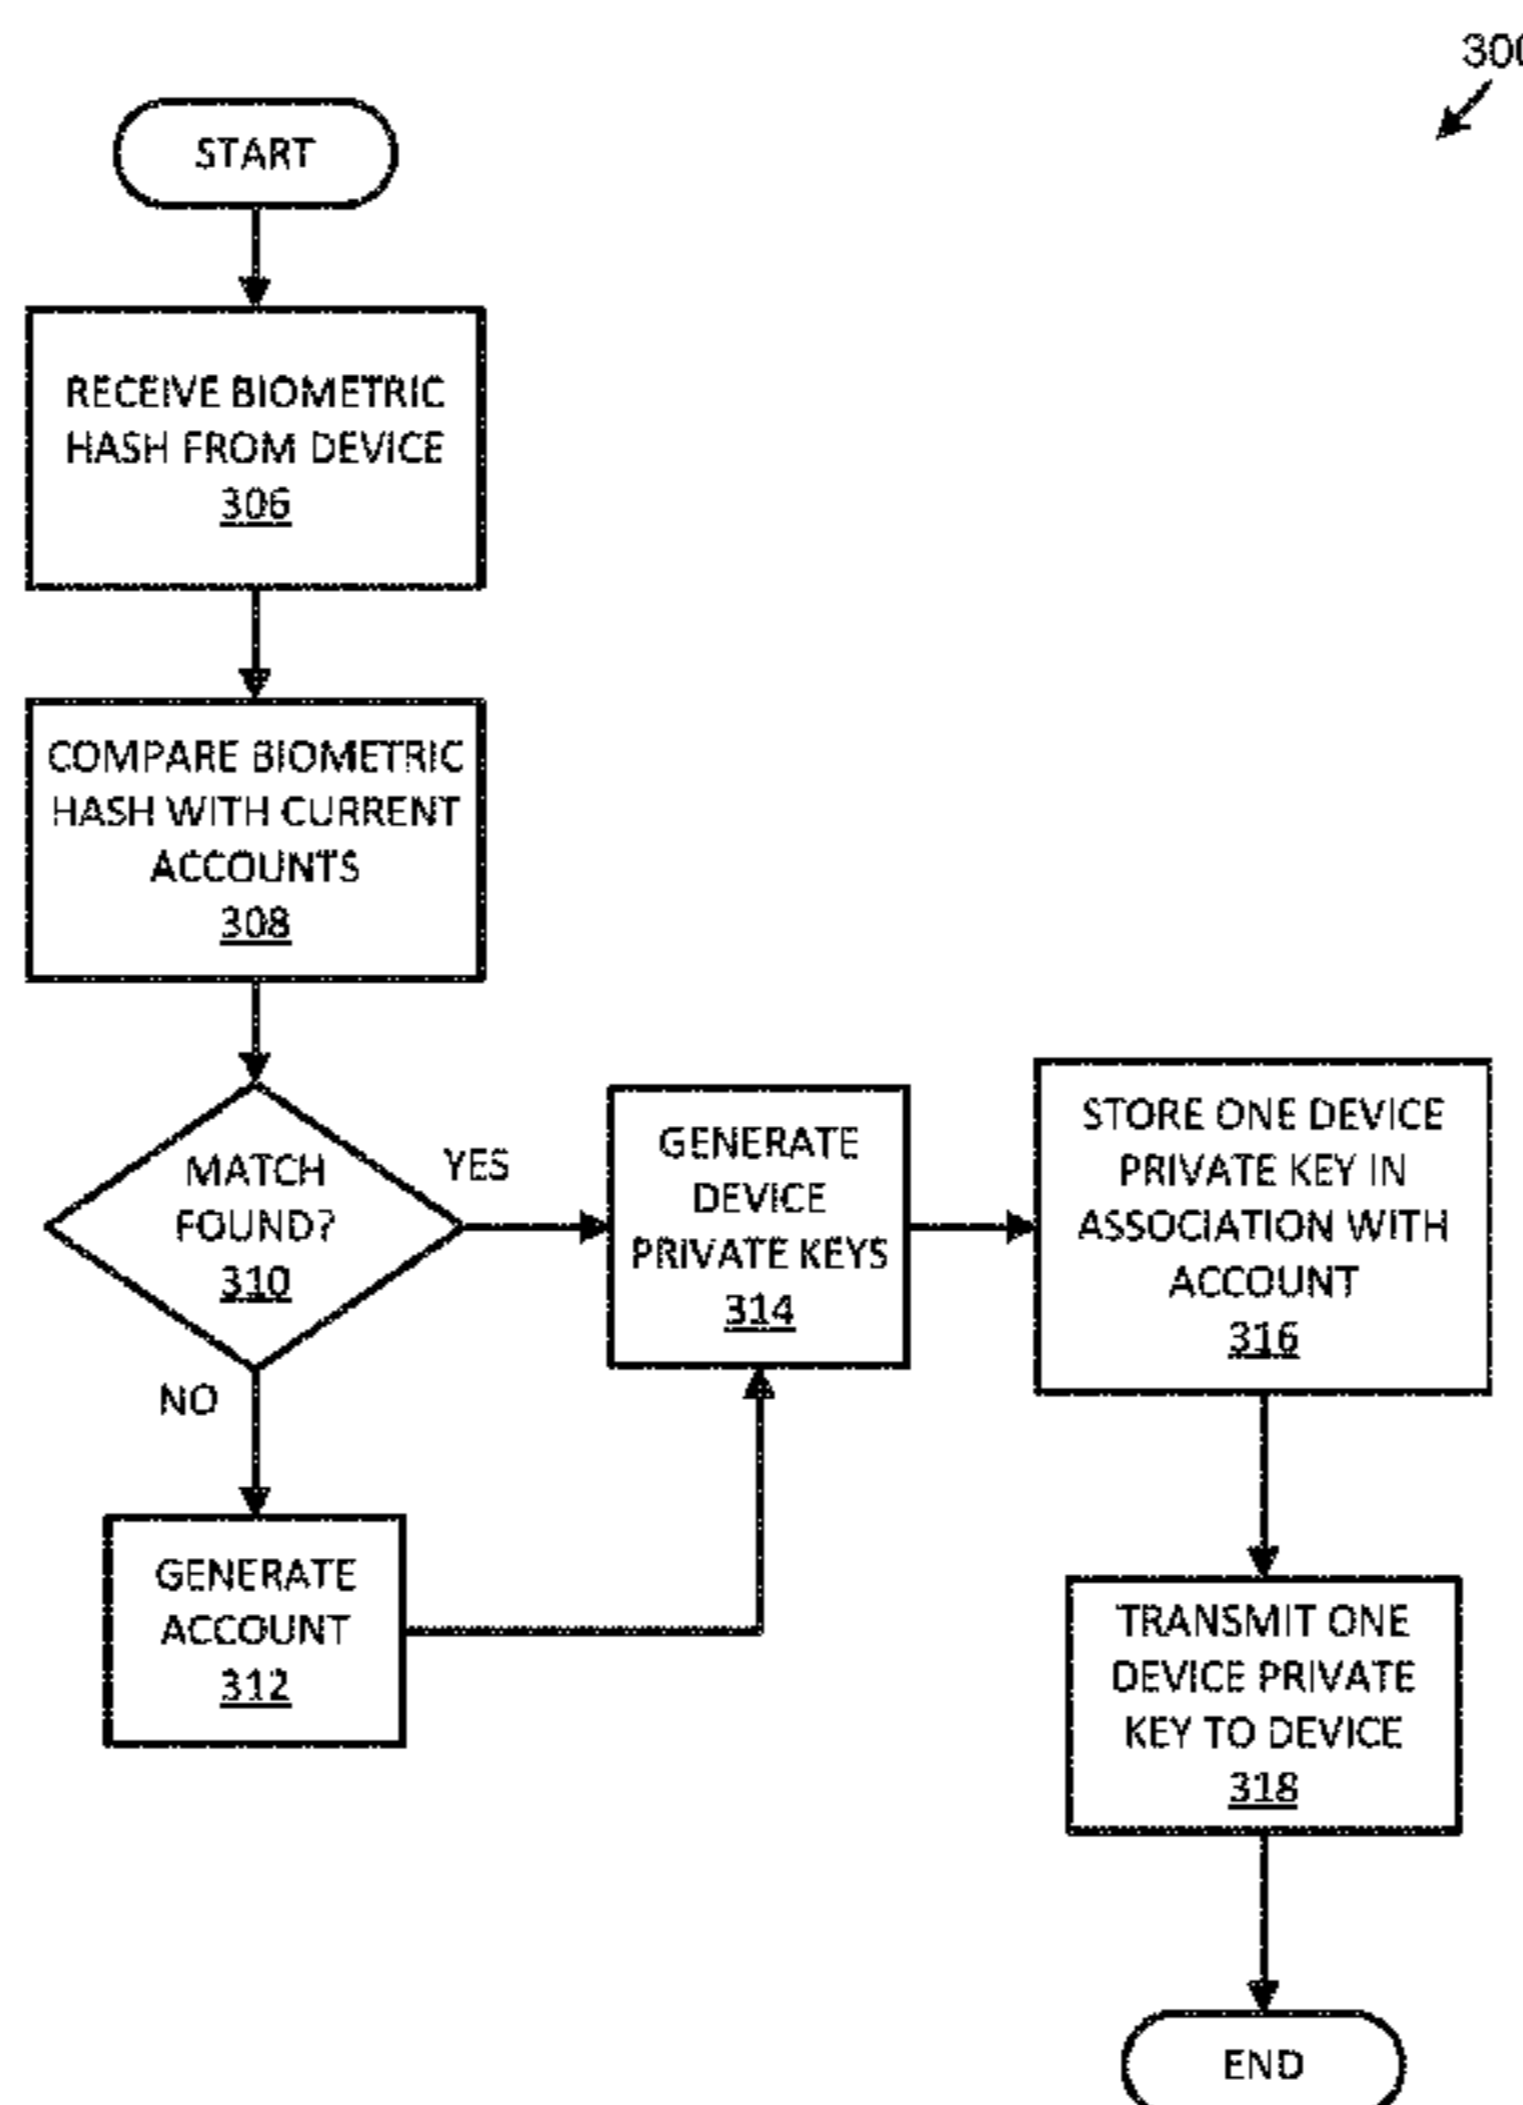 300
START
RECEIVE BIOMETRIC
HASH FROM DEVICE
306
COMPARE BIOMETRIC
HASH WITH CURRENT
ACCOUNTS
308
MATCH
FOUND?
310
YES
NO
GENERATE
ACCOUNT
312
GENERATE
DEVICE
PRIVATE KEYS
314
STORE ONE DEVICE
PRIVATE KEY IN
ASSOCIATION WITH
ACCOUNT
316
TRANSMIT ONE
DEVICE PRIVATE
KEY TO DEVICE
318
END